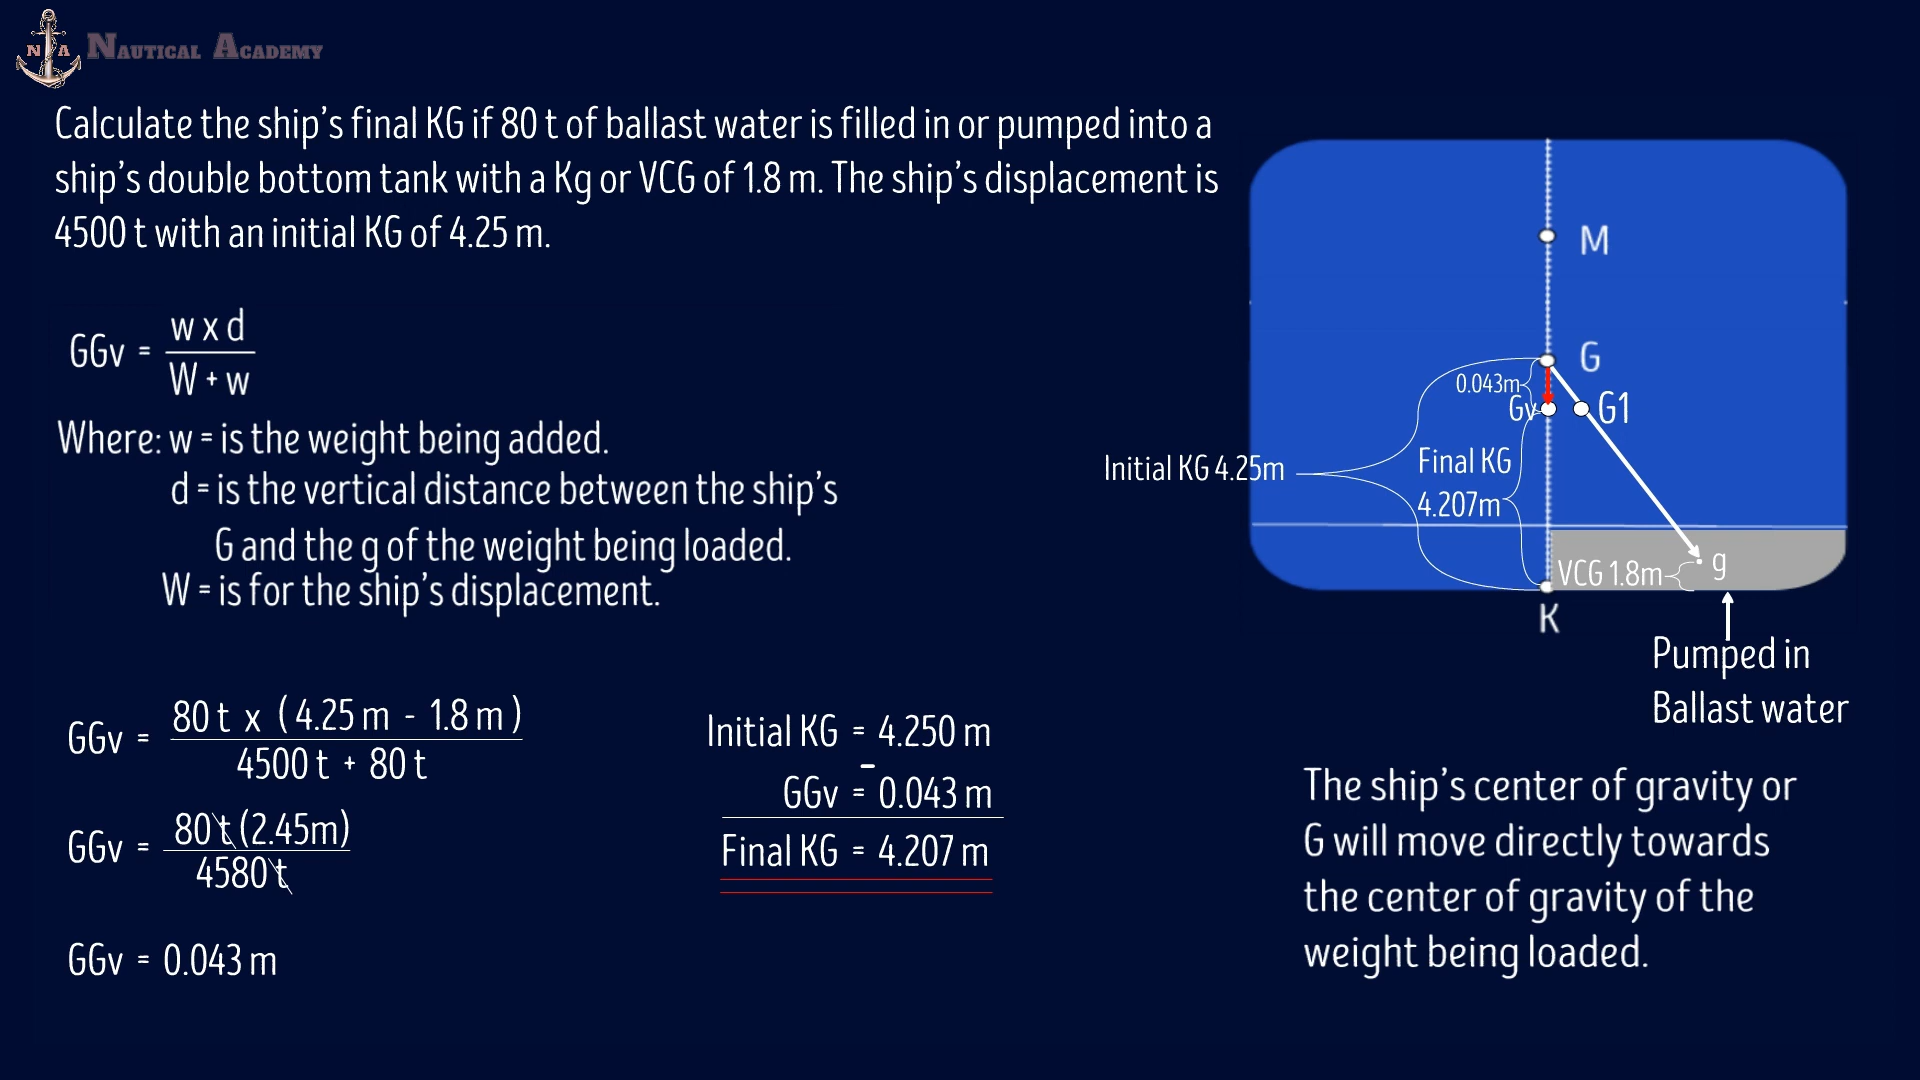 N A NAUTICAL ACADEMY
Calculate the ship's final KG if 80 t of ballast water is filled in or pumped into a
ship's double bottom tank with a Kg or VCG of 1.8 m. The ship's displacement is
4500 t with an initial KG of 4.25 m.
GGv = w x d
W + w
Where: w = is the weight being added.
d = is the vertical distance between the ship's
G and the g of the weight being loaded.
W = is for the ship's displacement.
GGv = 80 t x ( 4.25 m - 1.8 m )
4500 t + 80 t
GGv = 80 t (2.45m)
4580 t
GGv = 0.043 m
Initial KG = 4.250 m
-
GGv = 0.043 m
Final KG = 4.207 m
M
G
0.043m
Gv
G1
Initial KG 4.25m
Final KG
4.207m
VCG 1.8m
g
K
Pumped in
Ballast water
The ship's center of gravity or
G will move directly towards
the center of gravity of the
weight being loaded.